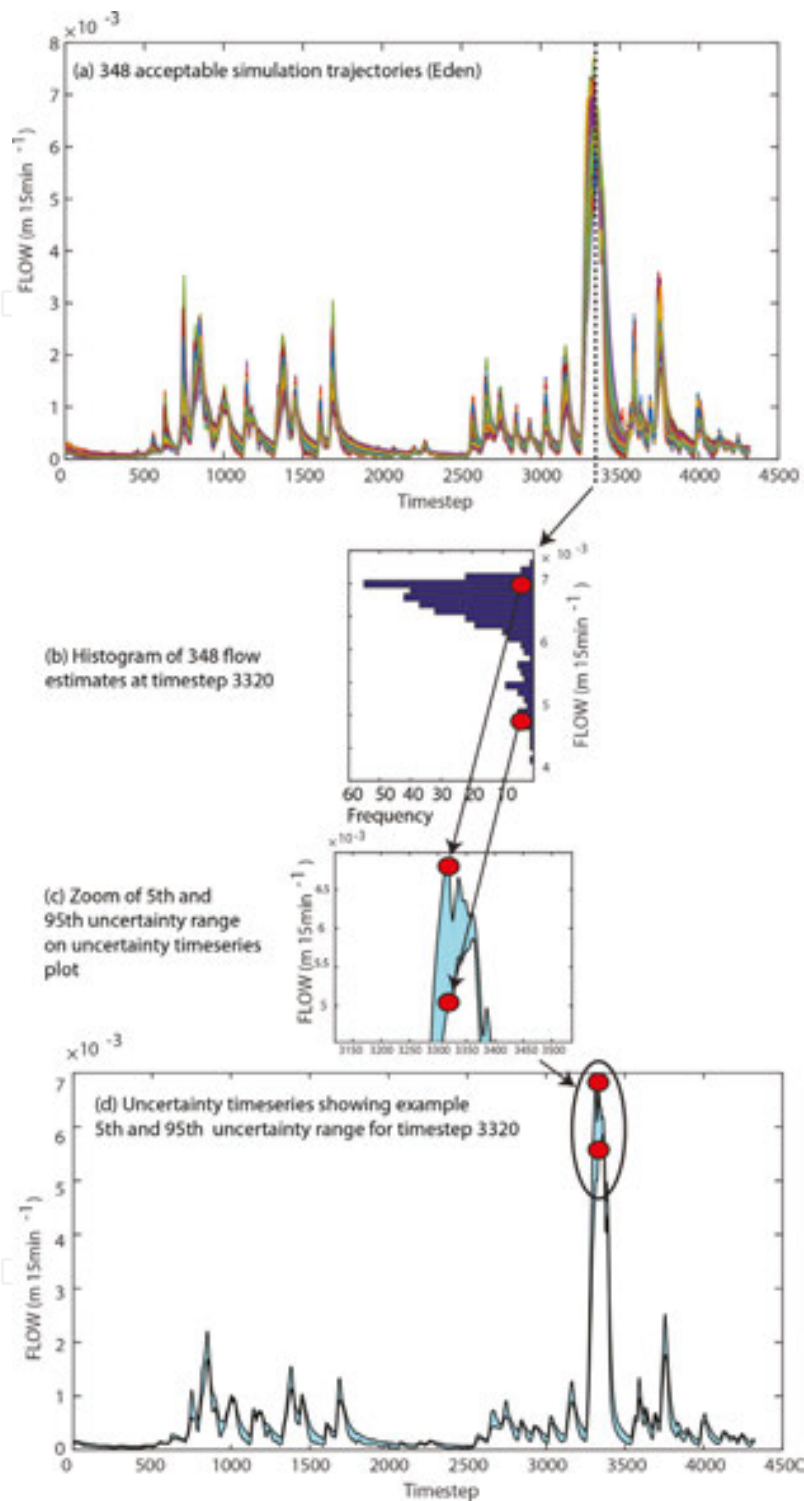 ×10 -3
8
7
6
5
4
3
2
1
0
FLOW (m 15min -1)
(a) 348 acceptable simulation trajectories (Eden)
0 500 1000 1500 2000 2500 3000 3500 4000 4500
Timestep
× 10 -3
7
6
5
4
FLOW (m 15min -1)
(b) Histogram of 348 flow
estimates at timestep 3320
60 50 40 30 20 10
Frequency
×10 -3
6.5
6
5.5
5
FLOW (m 15min -1)
(c) Zoom of 5th and
95th uncertainty range
on uncertainty timeseries
plot
3150 3200 3250 3300 3350 3400 3450 3500
×10 -3
7
6
5
4
3
2
1
0
FLOW (m 15min -1)
(d) Uncertainty timeseries showing example
5th and 95th uncertainty range for timestep 3320
0 500 1000 1500 2000 2500 3000 3500 4000 450C
Timestep